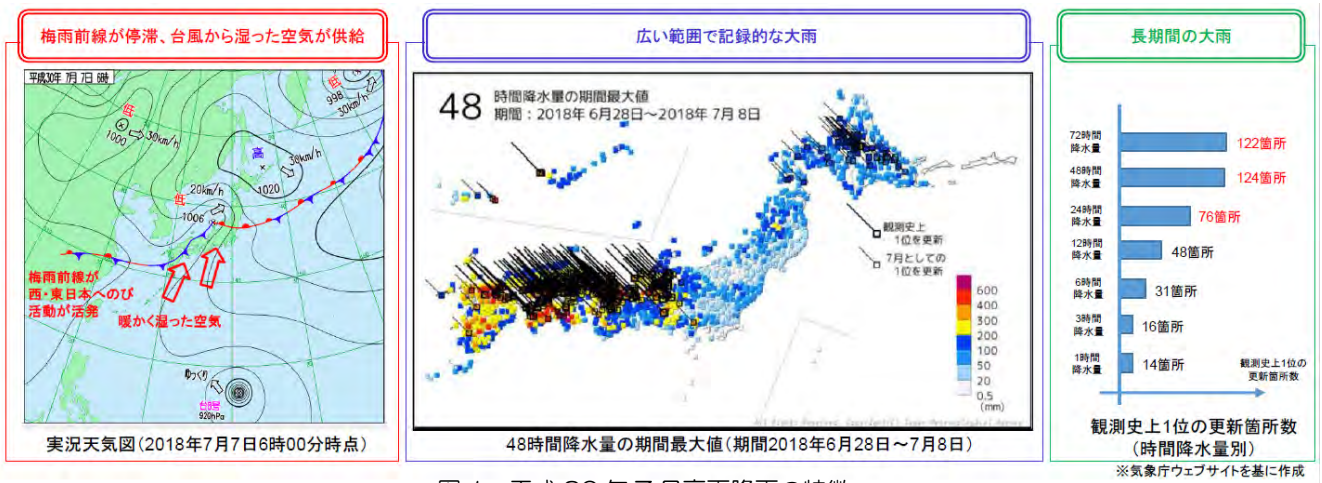 梅雨前線が停滞、台風から湿った空気が供給
平成30年 7月 7日 6時
低
998
30km/h
低
1000
30km/h
高
30km/h
1020
20km/h
低
1006
梅雨前線が
西・東日本へのび
活動が活発
暖かく湿った空気
ゆっくり
920hPa
実況天気図(2018年7月7日6時00分時点)
広い範囲で記録的な大雨
48 時間降水量の期間最大値
期間:2018年 6月28日~2018年 7月 8日
観測史上
1位を更新
7月としての
1位を更新
600
400
300
200
100
50
20
0.5
(mm)
48時間降水量の期間最大値(期間2018年6月28日~7月8日)
長期間の大雨
72時間
降水量
122箇所
48時間
降水量
124箇所
24時間
降水量
76箇所
12時間
降水量
48箇所
6時間
降水量
31箇所
3時間
降水量
16箇所
1時間
降水量
14箇所
観測史上1位の
更新箇所数
観測史上1位の更新箇所数
(時間降水量別)
※気象庁ウェブサイトを基に作成